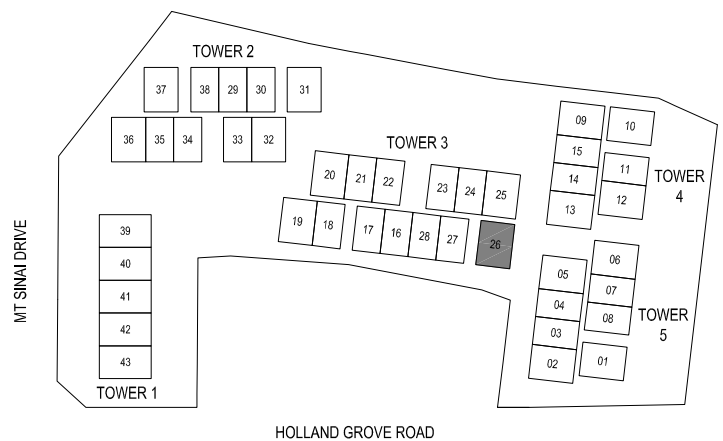 TOWER 2
37 38 29 30 31
36 35 34 33 32
TOWER 3
20 21 22 23 24 25
19 18 17 16 28 27 26
09 10
15
14 11
13 12
TOWER
4
39
40
41
42
43
TOWER 1
05 06
04 07
03 08
02 01
TOWER
5
MT SINAI DRIVE
HOLLAND GROVE ROAD